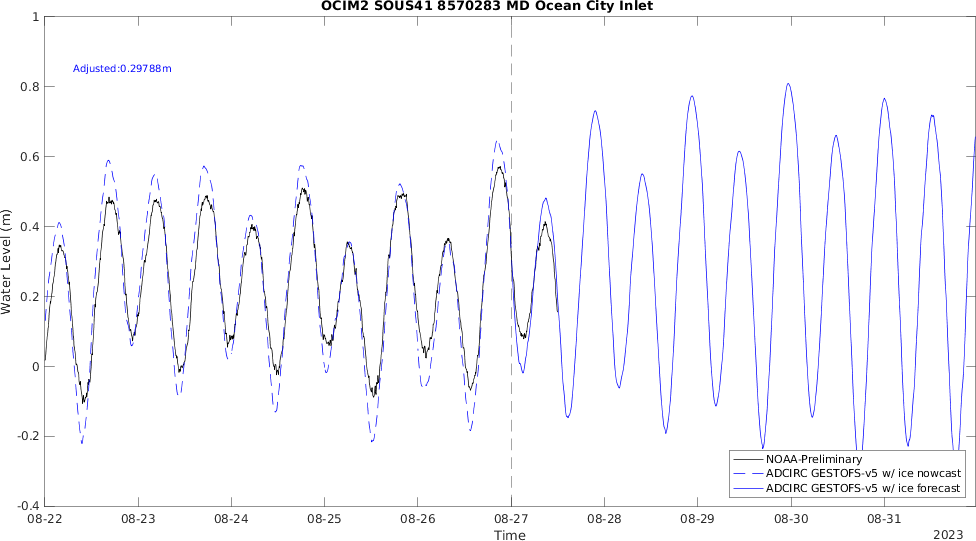 OCIM2 SOUS41 8570283 MD Ocean City Inlet
1
Adjusted:0.29788m
0.8
0.6
0.4
0.2
0
-0.2
-0.4
Water Level (m)
NOAA-Preliminary
ADCIRC GESTOFS-v5 w/ ice nowcast
ADCIRC GESTOFS-v5 w/ ice forecast
08-22 08-23 08-24 08-25 08-26 08-27 08-28 08-29 08-30 08-31
Time
2023